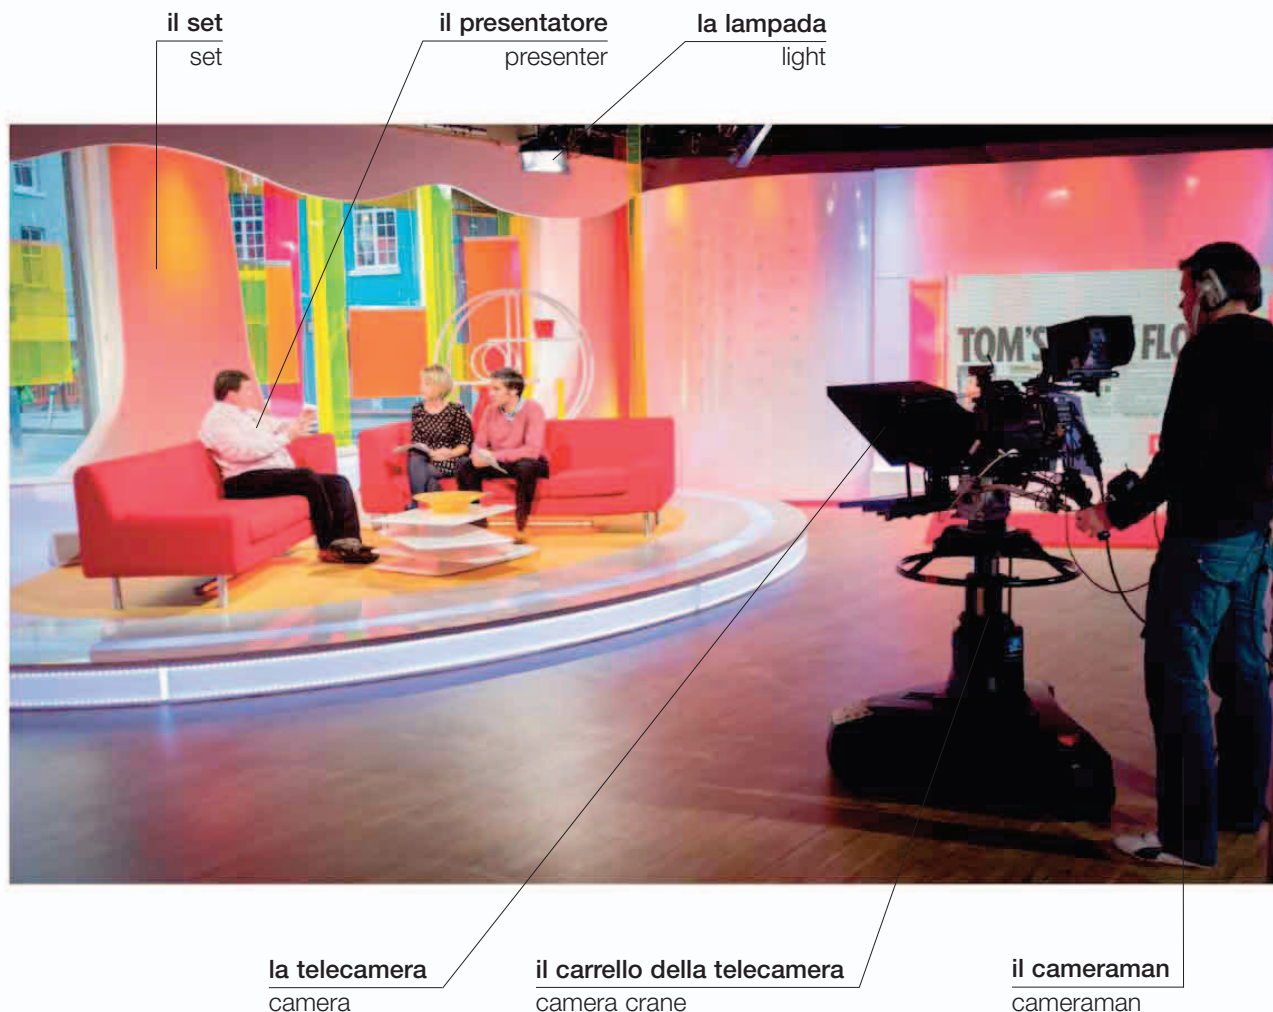 il set
set
il presentatore
presenter
la lampada
light
TOM'S
FLO
la telecamera
camera
il carrello della telecamera
camera crane
il cameraman
cameraman